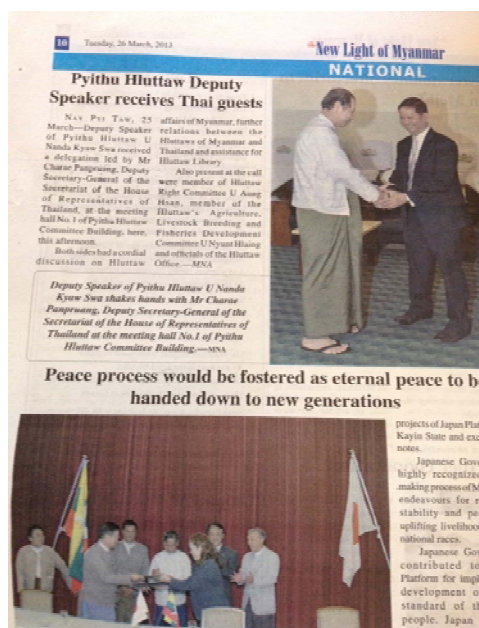 10
Tuesday, 26 March, 2013
New Light of Myanmar
NATIONAL
Pyithu Hluttaw Deputy
Speaker receives Thai guests
NAY PYI TAW, 25
March—Deputy Speaker
of Pyithu Hluttaw U
Nanda Kyaw Swa received
a delegation led by Mr
Charae Panpruang, Deputy
Secretary-General of the
Secretariat of the House
of Representatives of
Thailand, at the meeting
hall No.1 of Pyithu Hluttaw
Committee Building, here,
this afternoon.
Both sides had a cordial
discussion on Hluttaw
affairs of Myanmar, further
relations between the
Hluttaws of Myanmar and
Thailand and assistance for
Hluttaw Library.
Also present at the call
were member of Hluttaw
Right Committee U Aung
Hsan, member of the
Hluttaw's Agriculture,
Livestock Breeding and
Fisheries Development
Committee U Nyunt Hlaing
and officials of the Hluttaw
Office.—MNA
Deputy Speaker of Pyithu Hluttaw U Nanda
Kyaw Swa shakes hands with Mr Charae
Panpruang, Deputy Secretary-General of the
Secretariat of the House of Representatives of
Thailand at the meeting hall No.1 of Pyithu
Hluttaw Committee Building.—MNA
Peace process would be fostered as eternal peace to b
handed down to new generations
projects of Japan Plat
Kayin State and exc
notes.
Japanese Gov
highly recognize
making process of M
endeavours for
stability and pe
uplifting livelihoo
national races.
Japanese Go
contributed to
Platform for impl
development o
standard of th
people. Japan